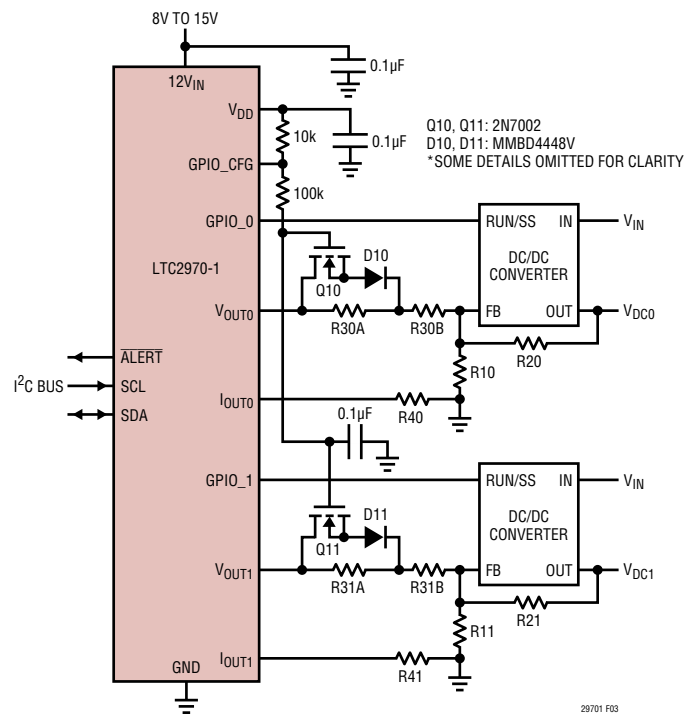 8V TO 15V
0.1µF
12VIN
VDD
10k
0.1µF
Q10, Q11: 2N7002
D10, D11: MMBD4448V
*SOME DETAILS OMITTED FOR CLARITY
GPIO_CFG
100k
GPIO_0
RUN/SS
IN
VIN
LTC2970-1
D10
Q10
DC/DC
CONVERTER
VOUT0
R30A
R30B
FB
OUT
VDC0
R20
R10
ALERT
I2C BUS
SCL
SDA
IOUT0
R40
0.1µF
GPIO_1
RUN/SS
IN
VIN
D11
Q11
DC/DC
CONVERTER
VOUT1
R31A
R31B
FB
OUT
VDC1
R21
R11
GND
IOUT1
R41
29701 F03